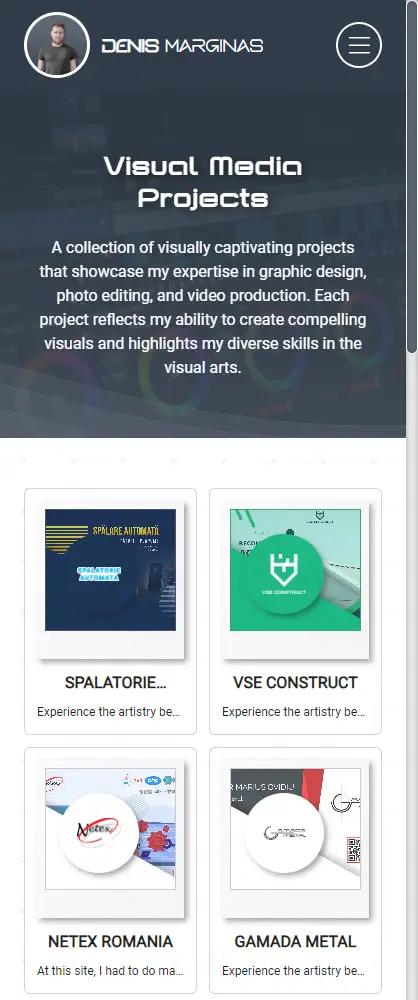 DENIS MARGINAS
Visual Media
Projects
A collection of visually captivating projects
that showcase my expertise in graphic design,
photo editing, and video production. Each
project reflects my ability to create compelling
visuals and highlights my diverse skills in the
visual arts.
SPĂLARE AUTOMATĂ
SPALATORIE
AUTOMATA
VSE CONSTRUCT
SPALATORIE...
VSE CONSTRUCT
Experience the artistry be...
Experience the artistry be...
php
Netex
R MARIUS OVIDIU
GAMADA
METAL
NETEX ROMANIA
GAMADA METAL
At this site, I had to do ma...
Experience the artistry be...